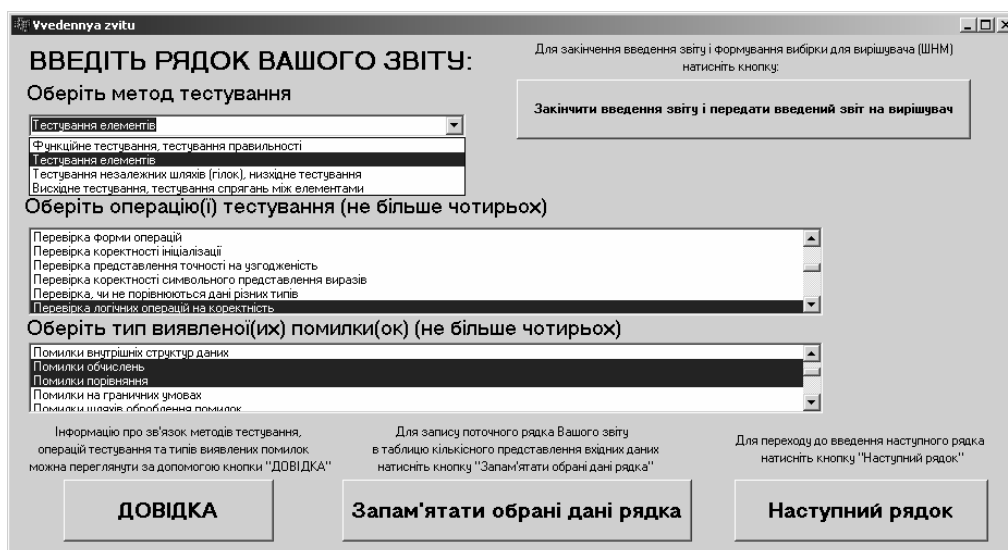 Vvedennya zvitu
ВВЕДІТЬ РЯДОК ВАШОГО ЗВІТУ:
Для закінчення введення звіту і формування вибірки для вирішувача (ШНМ)
натисніть кнопку:
Закінчити введення звіту і передати введений звіт на вирішувач
Оберіть метод тестування
Тестування елементів
Функційне тестування, тестування правильності
Тестування елементів
Тестування незалежних шляхів (гілок), низхідне тестування
Висхідне тестування, тестування спрягань між елементами
Оберіть операцію(ї) тестування (не більше чотирьох)
Перевірка форми операцій
Перевірка коректності ініціалізації
Перевірка представлення точності на узгодженість
Перевірка коректності символьного представлення виразів
Перевірка, чи не порівнюються дані різних типів
Перевірка логічних операцій на коректність
Оберіть тип виявленої(их) помилки(ок) (не більше чотирьох)
Помилки внутрішніх структур даних
Помилки обчислень
Помилки порівняння
Помилки на граничних умовах
Помилки шляхів оброблення помилок
Інформацію про зв'язок методів тестування,
операцій тестування та типів виявлених помилок
можна переглянути за допомогою кнопки "ДОВІДКА"
ДОВІДКА
Для запису поточного рядка Вашого звіту
в таблицю кількісного представлення вхідних даних
натисніть кнопку "Запам'ятати обрані дані рядка"
Запам'ятати обрані дані рядка
Для переходу до введення наступного рядка
натисніть кнопку "Наступний рядок"
Наступний рядок